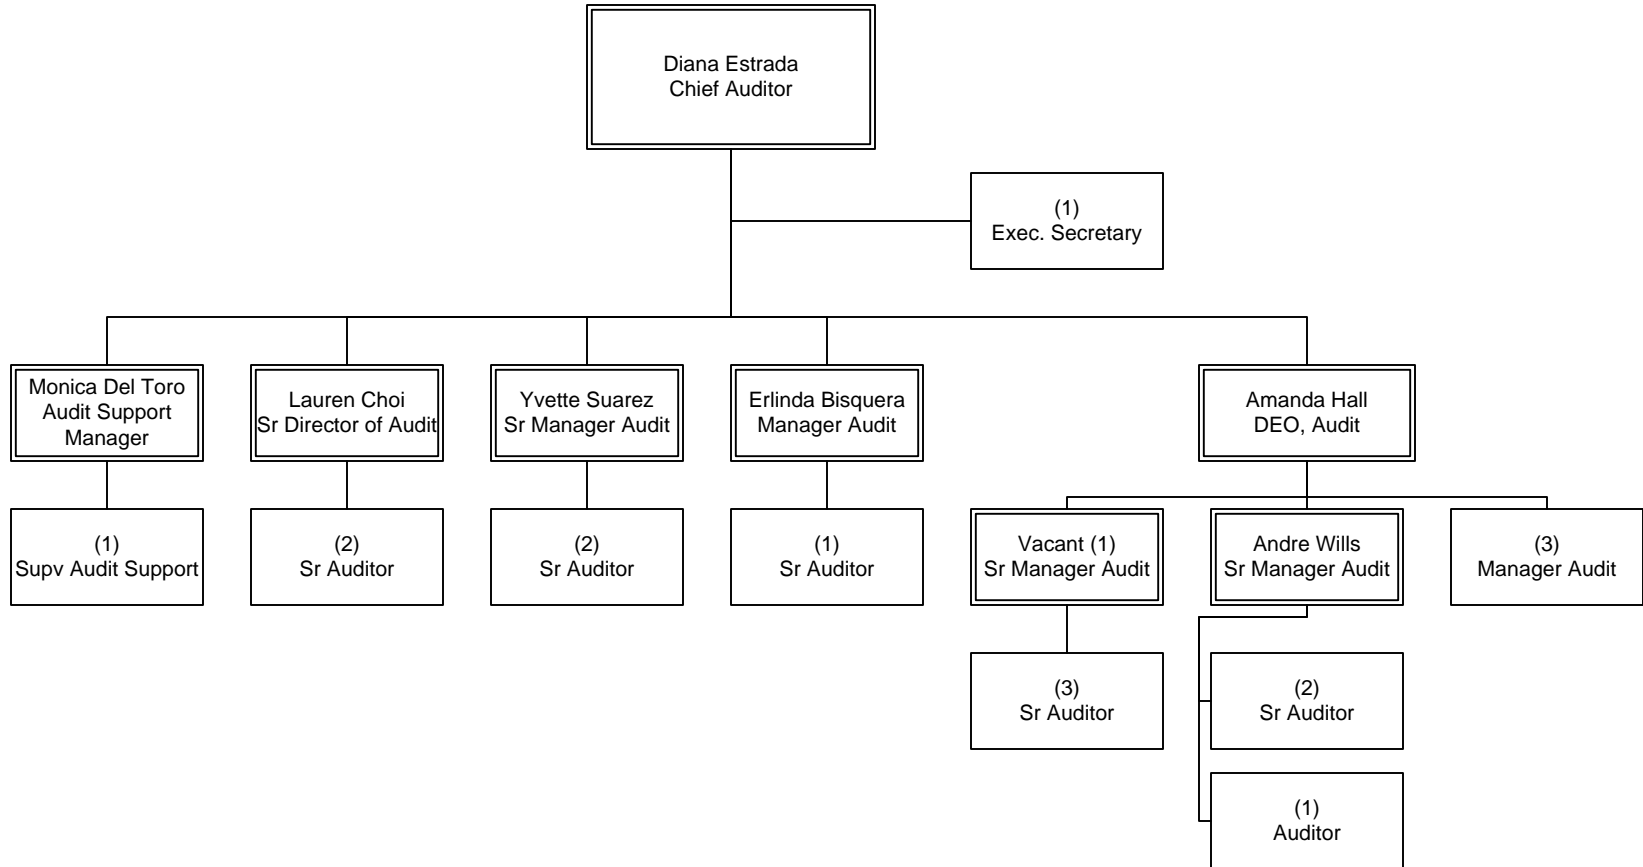 Diana Estrada
Chief Auditor
(1)
Exec. Secretary
Monica Del Toro
Audit Support
Manager
Lauren Choi
Sr Director of Audit
Yvette Suarez
Sr Manager Audit
Erlinda Bisquera
Manager Audit
Amanda Hall
DEO, Audit
(1)
Supv Audit Support
(2)
Sr Auditor
(2)
Sr Auditor
(1)
Sr Auditor
Vacant (1)
Sr Manager Audit
Andre Wills
Sr Manager Audit
(3)
Manager Audit
(3)
Sr Auditor
(2)
Sr Auditor
(1)
Auditor